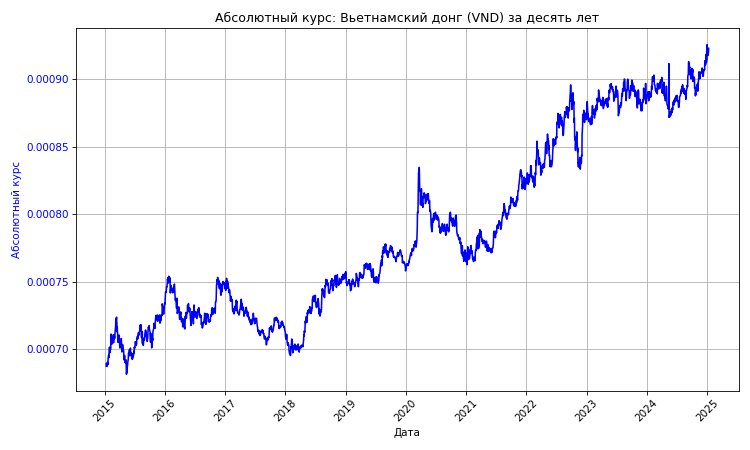 Абсолютный курс: Вьетнамский донг (VND) за десять лет
0.00090
0.00085
0.00080
0.00075
0.00070
Абсолютный курс
2015 2016 2017 2018 2019 2020 2021 2022 2023 2024 2025
Дата